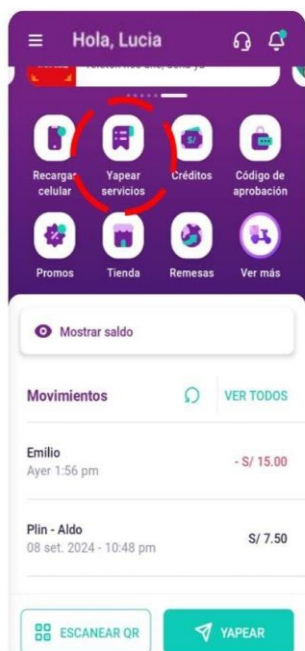 Hola, Lucia
Recargar
celular
Yapear
servicios
Créditos
Código de
aprobación
S/
Promos
Tienda
Remesas
Ver más
Mostrar saldo
Movimientos
VER TODOS
Emilio
Ayer 1:56 pm
- S/ 15.00
Plin - Aldo
08 set. 2024 - 10:48 pm
S/ 7.50
ESCANEAR QR
YAPEAR